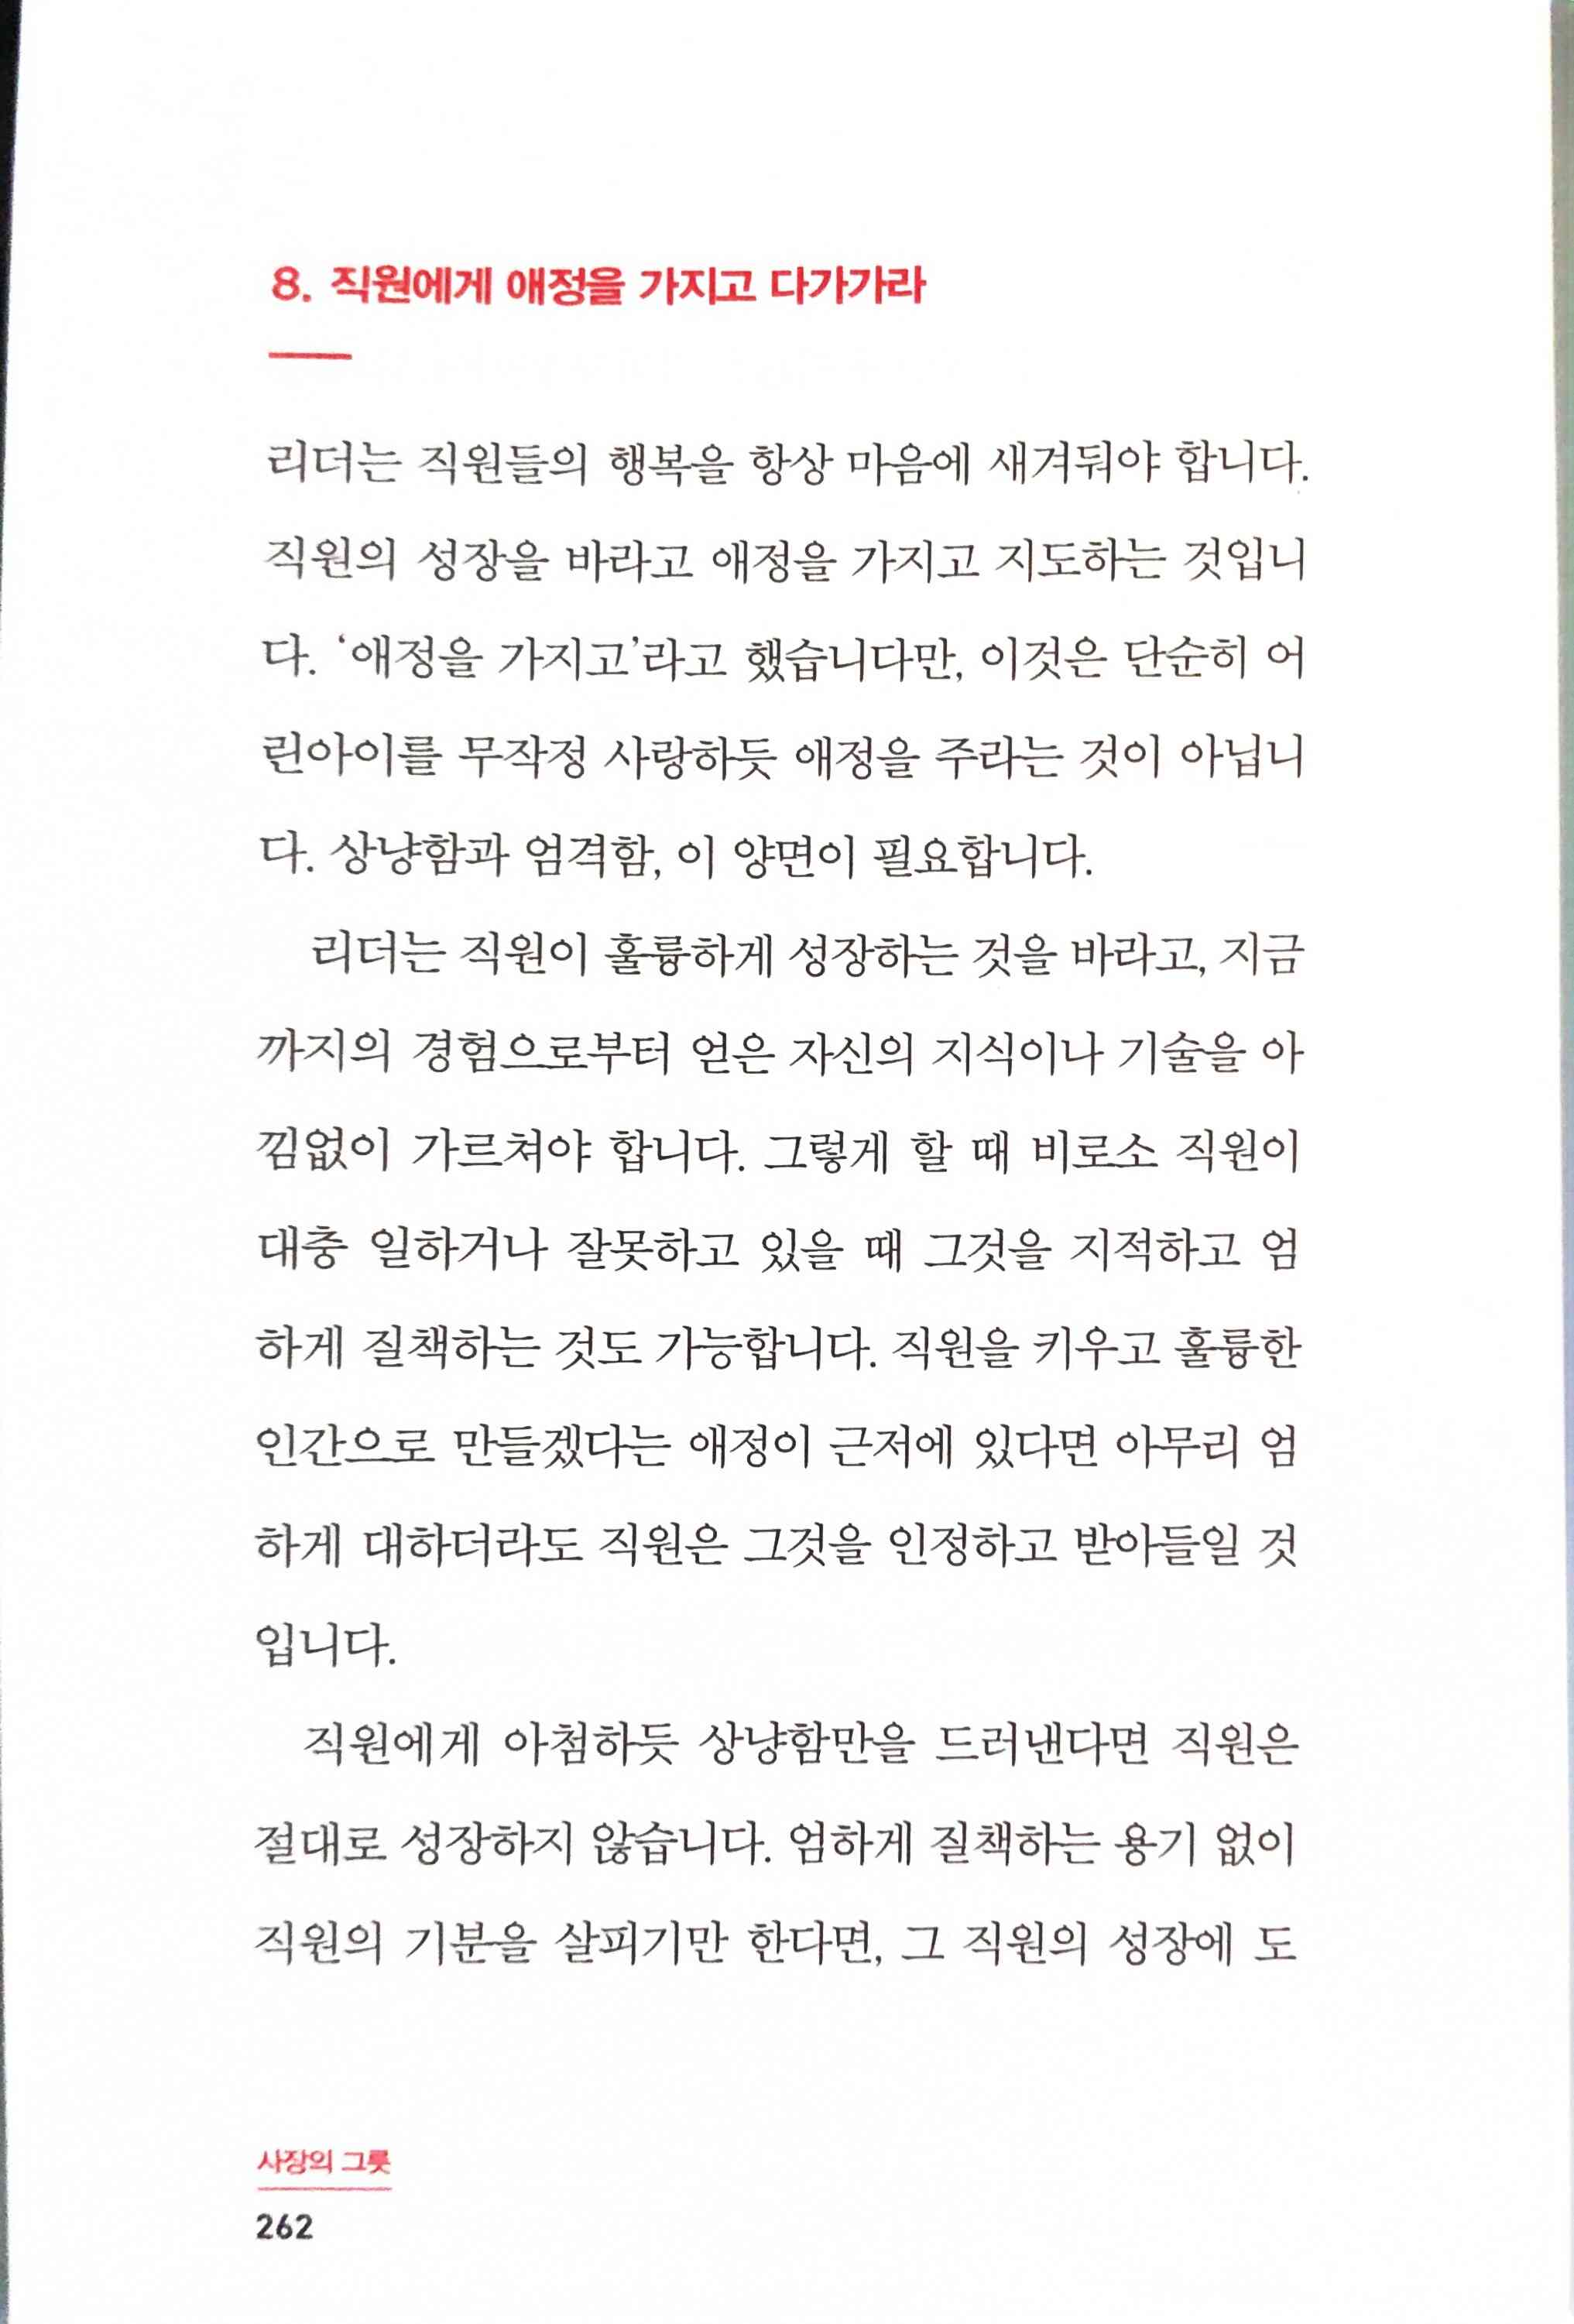 8. 직원에게 애정을 가지고 다가가라
리더는 직원들의 행복을 항상 마음에 새겨둬야 합니다.
직원의 성장을 바라고 애정을 가지고 지도하는 것입니
다. ‘애정을 가지고’라고 했습니다만, 이것은 단순히 어
린아이를 무작정 사랑하듯 애정을 주라는 것이 아닙니
다. 상냥함과 엄격함, 이 양면이 필요합니다.
리더는 직원이 훌륭하게 성장하는 것을 바라고, 지금
까지의 경험으로부터 얻은 자신의 지식이나 기술을 아
낌없이 가르쳐야 합니다. 그렇게 할 때 비로소 직원이
대충 일하거나 잘못하고 있을 때 그것을 지적하고 엄
하게 질책하는 것도 가능합니다. 직원을 키우고 훌륭한
인간으로 만들겠다는 애정이 근저에 있다면 아무리 엄
하게 대하더라도 직원은 그것을 인정하고 받아들일 것
입니다.
직원에게 아첨하듯 상냥함만을 드러낸다면 직원은
절대로 성장하지 않습니다. 엄하게 질책하는 용기 없이
직원의 기분을 살피기만 한다면, 그 직원의 성장에 도
사장의 그릇
262